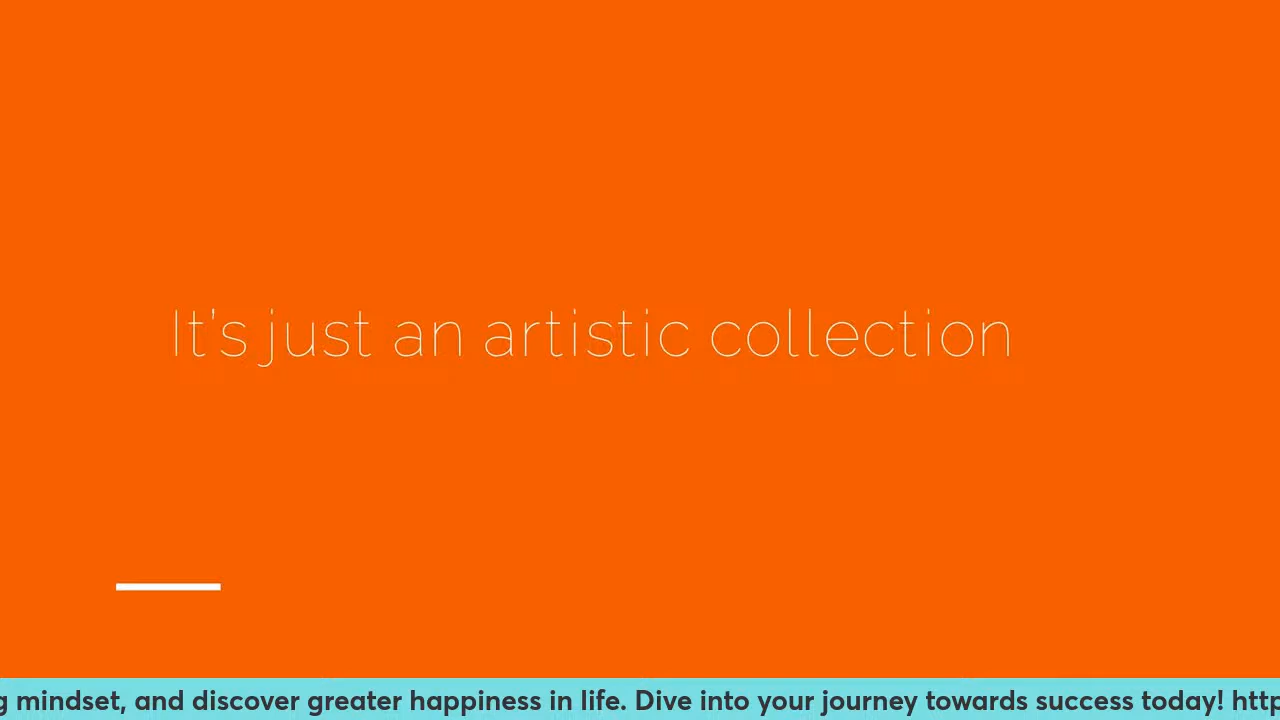 It's just an artistic collection
mindset, and discover greater happiness in life. Dive into your journey towards success today!